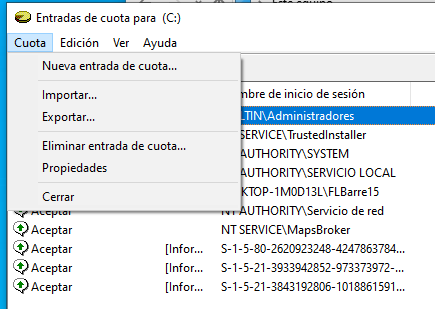 Este equipo
Entradas de cuota para (C:)
Cuota Edición Ver Ayuda
Nueva entrada de cuota...
Importar...
Exportar...
Eliminar entrada de cuota...
Propiedades
Cerrar
mbre de inicio de sesión
LTIN\Administradores
SERVICE\TrustedInstaller
AUTHORITY\SYSTEM
AUTHORITY\SERVICIO LOCAL
KTOP-1M0D13L\FLBarre15
Aceptar NT AUTHORITY\Servicio de red
Aceptar NT SERVICE\MapsBroker
Aceptar [Infor... S-1-5-80-2620923248-4247863784...
Aceptar [Infor... S-1-5-21-3933942852-973373972-...
Aceptar [Infor... S-1-5-21-3843192806-1018861591...